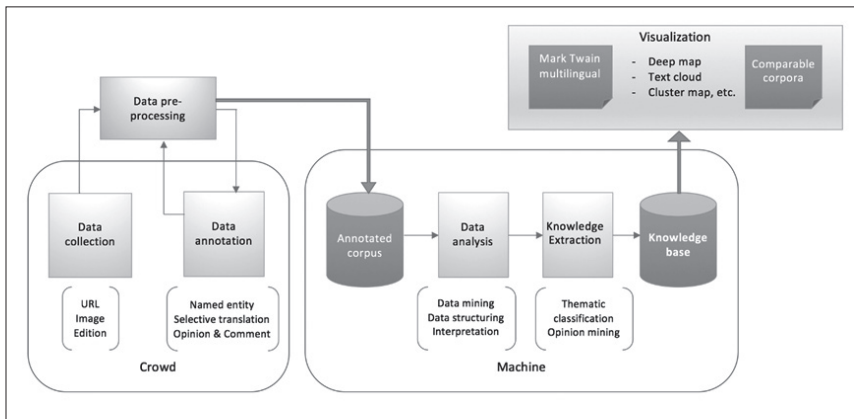 Visualization
Mark Twain
multilingual
- Deep map
- Text cloud
- Cluster map, etc.
Comparable
corpora
Data pre-
processing
Data
collection
Data
annotation
Annotated
corpus
Data
analysis
Knowledge
Extraction
Knowledge
base
URL
Image
Edition
Named entity
Selective translation
Opinion & Comment
Data mining
Data structuring
Interpretation
Thematic
classification
Opinion mining
Crowd
Machine